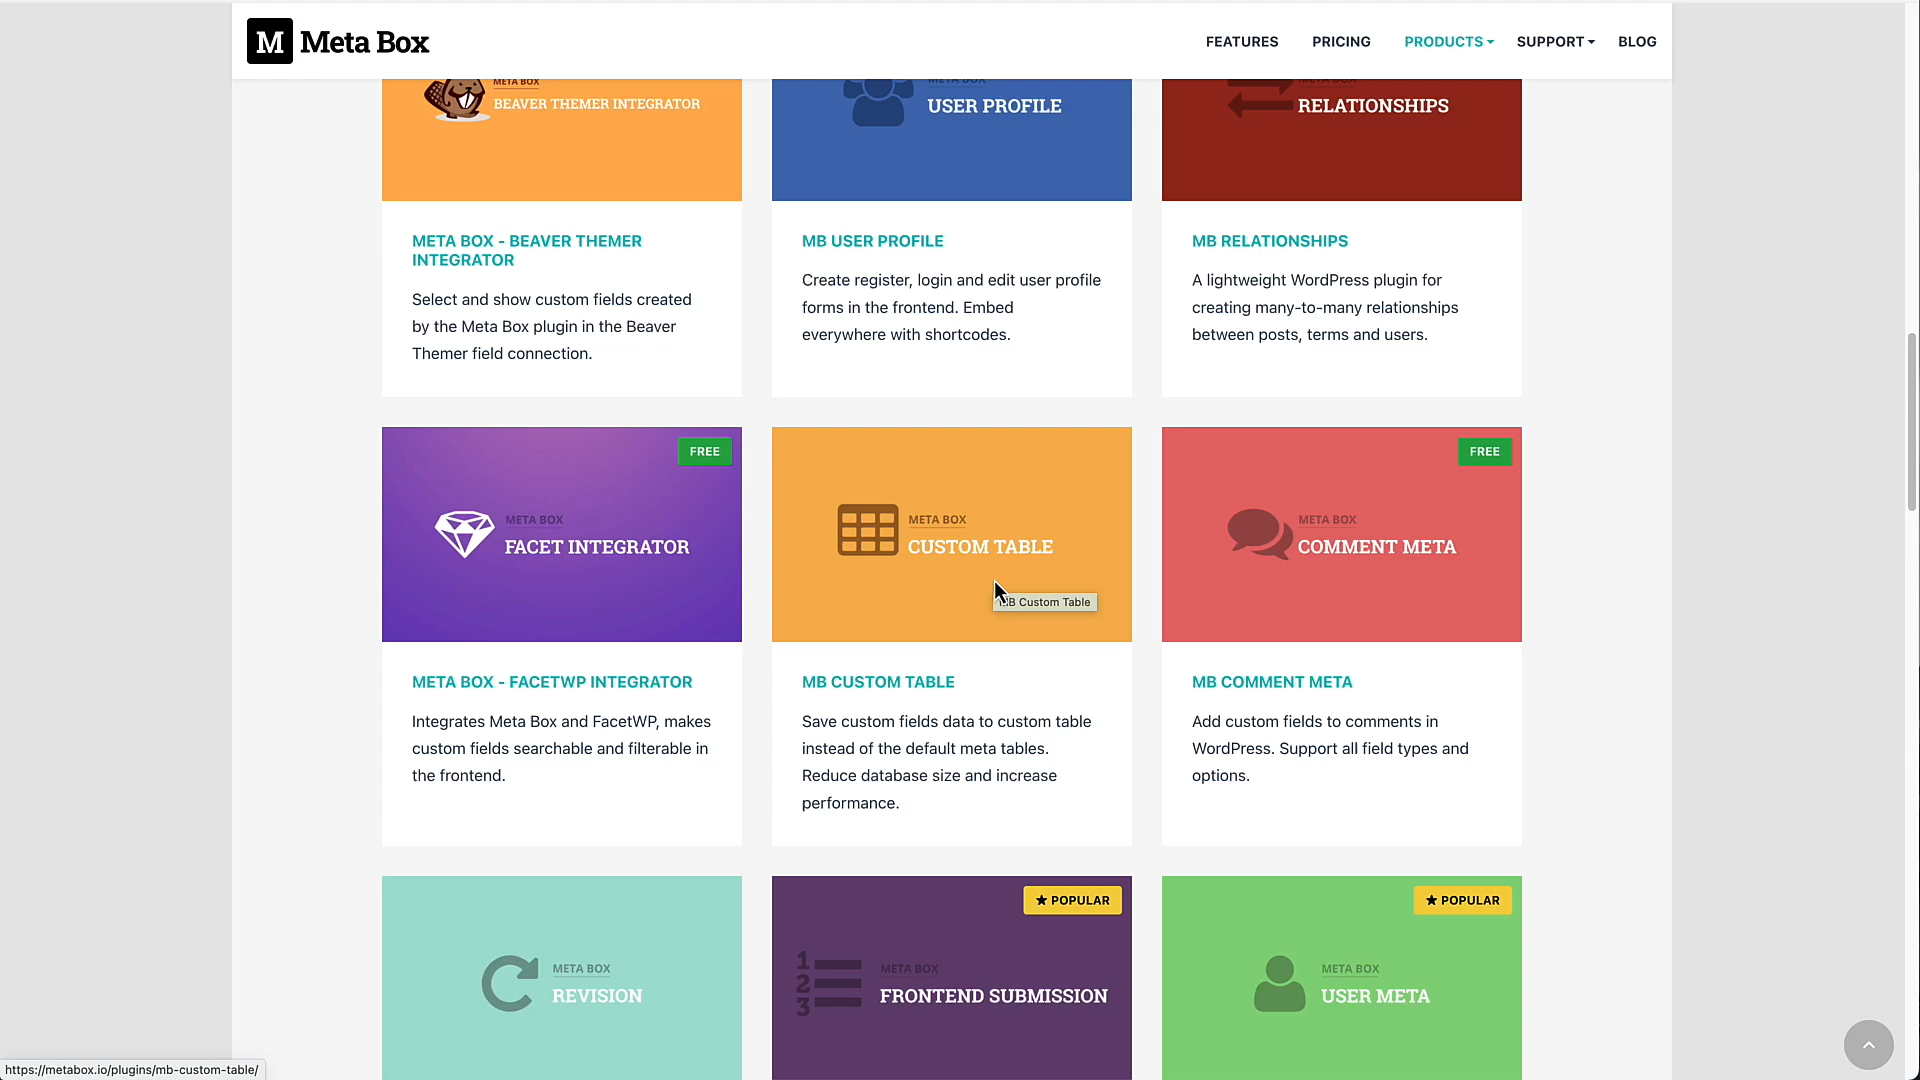 M Meta Box
FEATURES
PRICING
PRODUCTS
SUPPORT
BLOG
META BOX
BEAVER THEMER INTEGRATOR
META BOX
USER PROFILE
META BOX
RELATIONSHIPS
META BOX - BEAVER THEMER
INTEGRATOR
Select and show custom fields created
by the Meta Box plugin in the Beaver
Themer field connection.
MB USER PROFILE
Create register, login and edit user profile
forms in the frontend. Embed
everywhere with shortcodes.
MB RELATIONSHIPS
A lightweight WordPress plugin for
creating many-to-many relationships
between posts, terms and users.
FREE
META BOX
FACET INTEGRATOR
META BOX
CUSTOM TABLE
MB Custom Table
FREE
META BOX
COMMENT META
META BOX - FACETWP INTEGRATOR
Integrates Meta Box and FacetWP, makes
custom fields searchable and filterable in
the frontend.
MB CUSTOM TABLE
Save custom fields data to custom table
instead of the default meta tables.
Reduce database size and increase
performance.
MB COMMENT META
Add custom fields to comments in
WordPress. Support all field types and
options.
META BOX
REVISION
POPULAR
1
2
3
META BOX
FRONTEND SUBMISSION
POPULAR
META BOX
USER META
https://metabox.io/plugins/mb-custom-table/